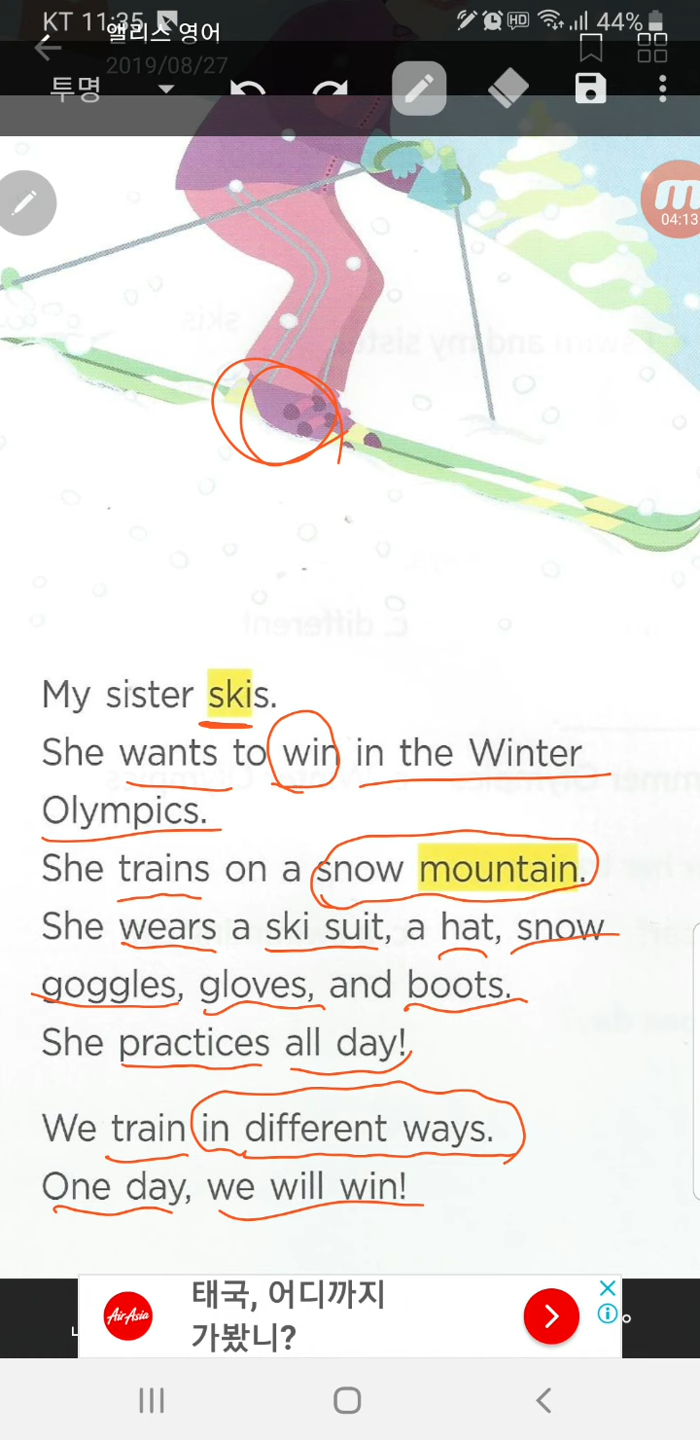 KT 11:35
HD
44%
앨리스 영어
2019/08/27
투명
04:13
My sister skis.
She wants to win in the Winter
Olympics.
She trains on a snow mountain.
She wears a ski suit, a hat, snow
goggles, gloves, and boots.
She practices all day!
We train in different ways.
One day, we will win!
AirAsia
태국, 어디까지
가봤니?